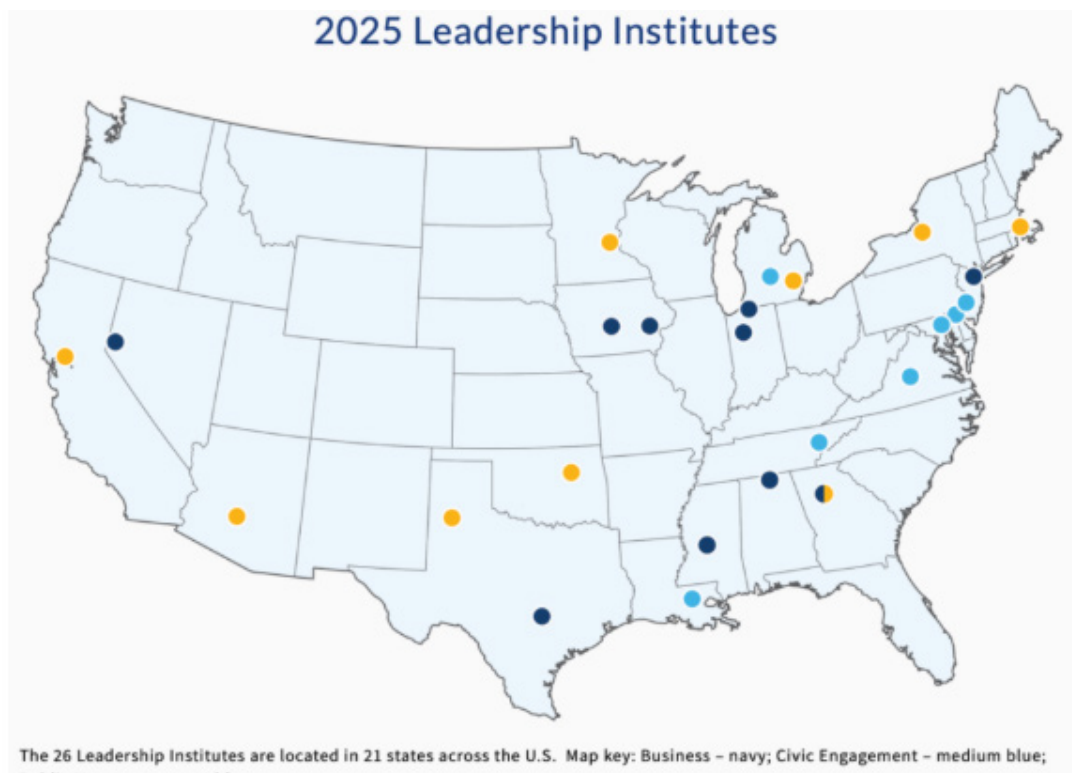 2025 Leadership Institutes
The 26 Leadership Institutes are located in 21 states across the U.S. Map key: Business – navy; Civic Engagement – medium blue;